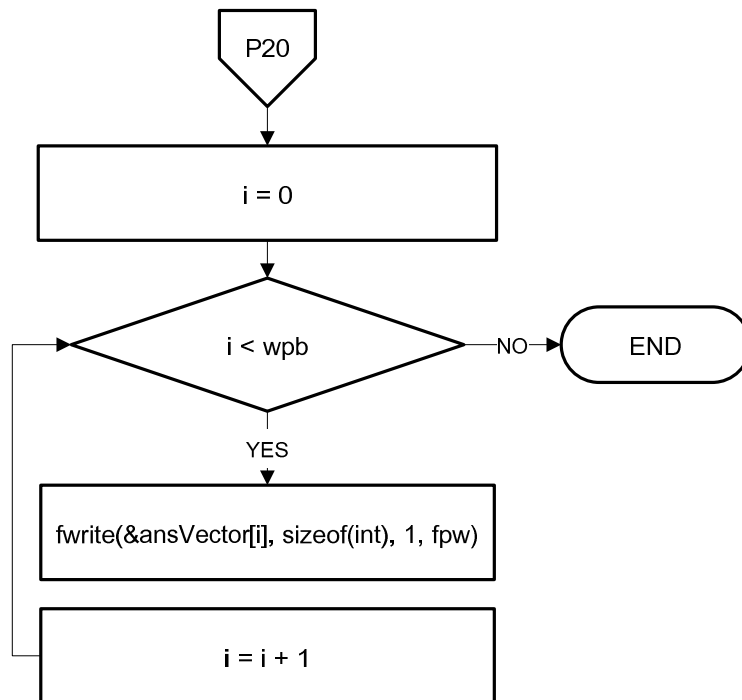 P20
i = 0
i < wpb
NO
END
YES
fwrite(&ansVector[i], sizeof(int), 1, fpw)
i = i + 1